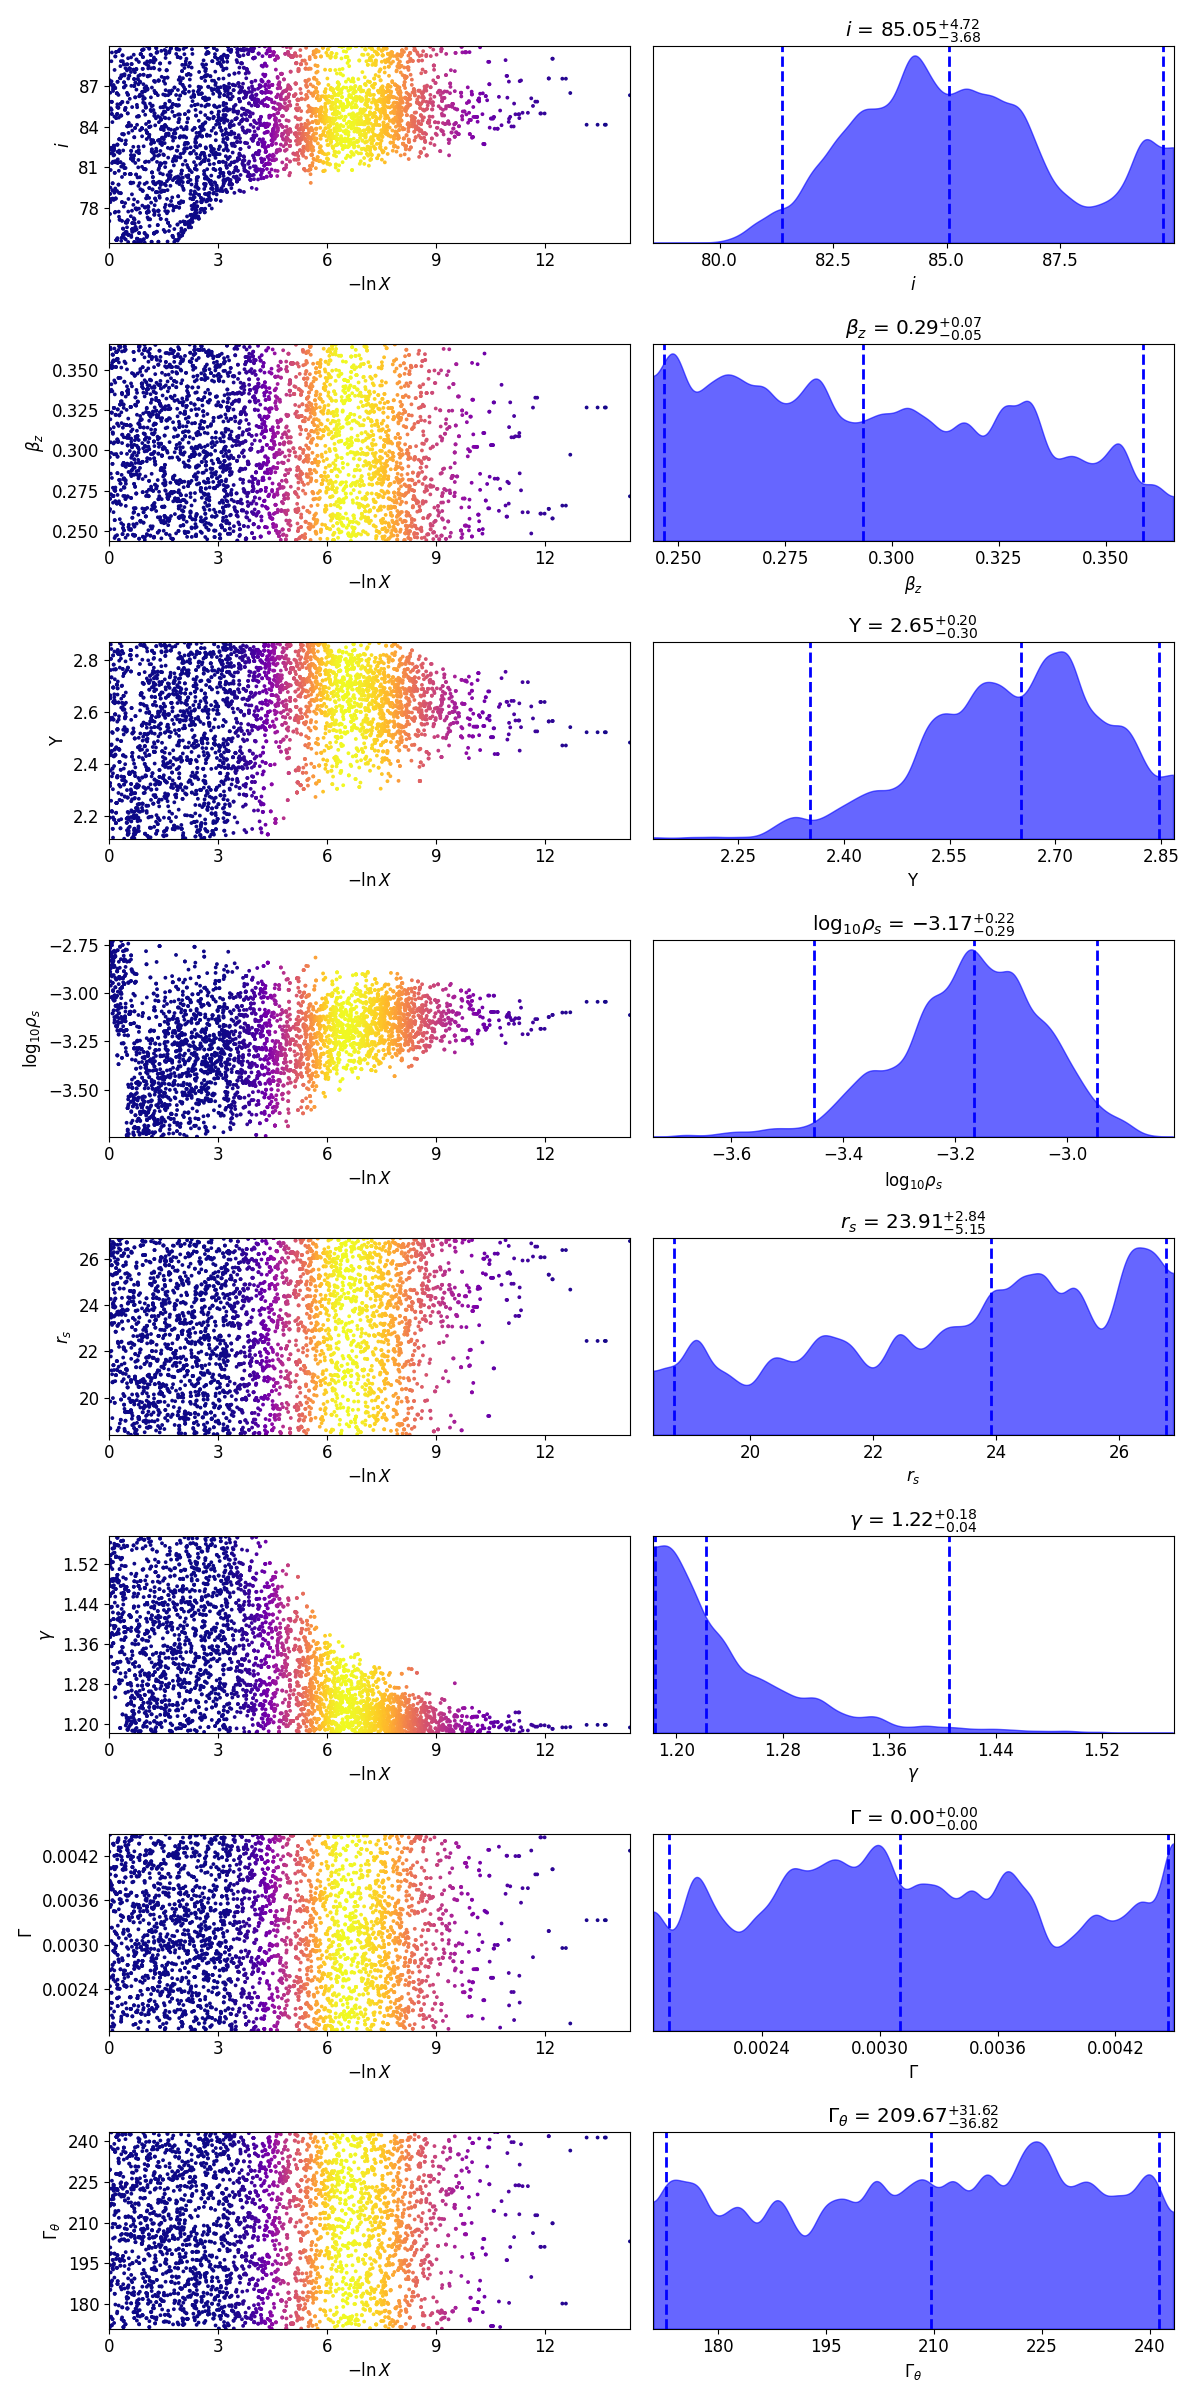 i = 85.05 +4.72 −3.68
87
84
81
78
i
0 3 6 9 12
−ln X
80.0 82.5 85.0 87.5
i
β_z = 0.29 +0.07 −0.05
0.350
0.325
0.300
0.275
0.250
β_z
0 3 6 9 12
−ln X
0.250 0.275 0.300 0.325 0.350
β_z
Υ = 2.65 +0.20 −0.30
2.8
2.6
2.4
2.2
Υ
0 3 6 9 12
−ln X
2.25 2.40 2.55 2.70 2.85
Υ
log₁₀ρ_s = −3.17 +0.22 −0.29
−2.75
−3.00
−3.25
−3.50
log₁₀ρ_s
0 3 6 9 12
−ln X
−3.6 −3.4 −3.2 −3.0
log₁₀ρ_s
r_s = 23.91 +2.84 −5.15
26
24
22
20
r_s
0 3 6 9 12
−ln X
20 22 24 26
r_s
γ = 1.22 +0.18 −0.04
1.52
1.44
1.36
1.28
1.20
γ
0 3 6 9 12
−ln X
1.20 1.28 1.36 1.44 1.52
γ
Γ = 0.00 +0.00 −0.00
0.0042
0.0036
0.0030
0.0024
Γ
0 3 6 9 12
−ln X
0.0024 0.0030 0.0036 0.0042
Γ
Γ_θ = 209.67 +31.62 −36.82
240
225
210
195
180
Γ_θ
0 3 6 9 12
−ln X
180 195 210 225 240
Γ_θ